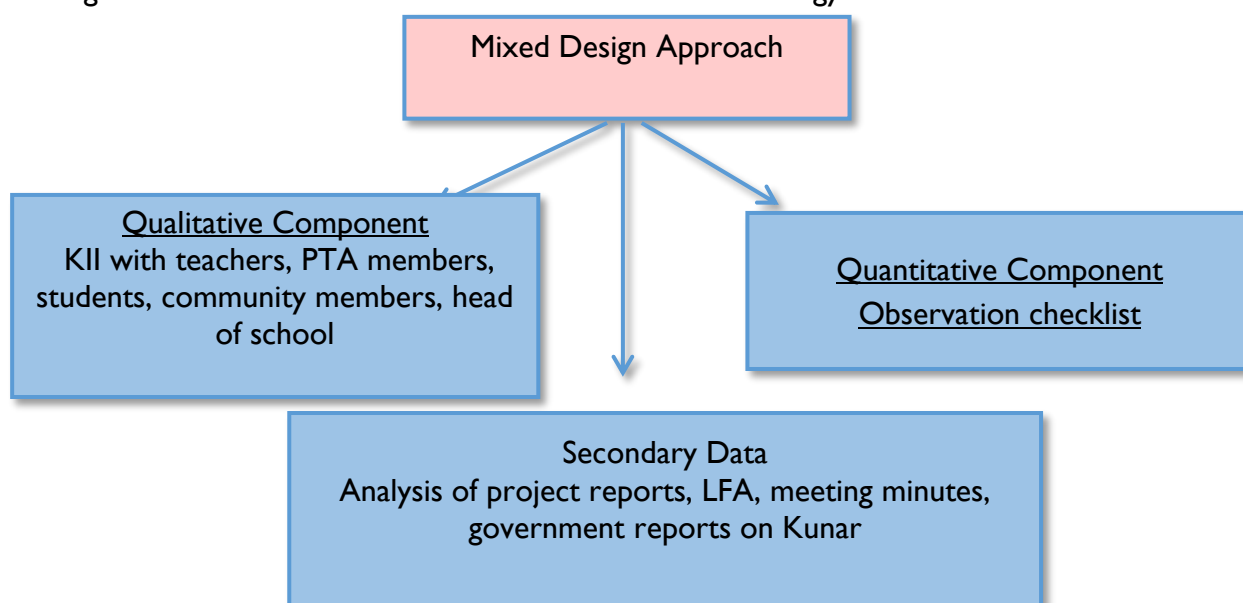 Mixed Design Approach
Qualitative Component
KII with teachers, PTA members,
students, community members, head
of school
Quantitative Component
Observation checklist
Secondary Data
Analysis of project reports, LFA, meeting minutes,
government reports on Kunar